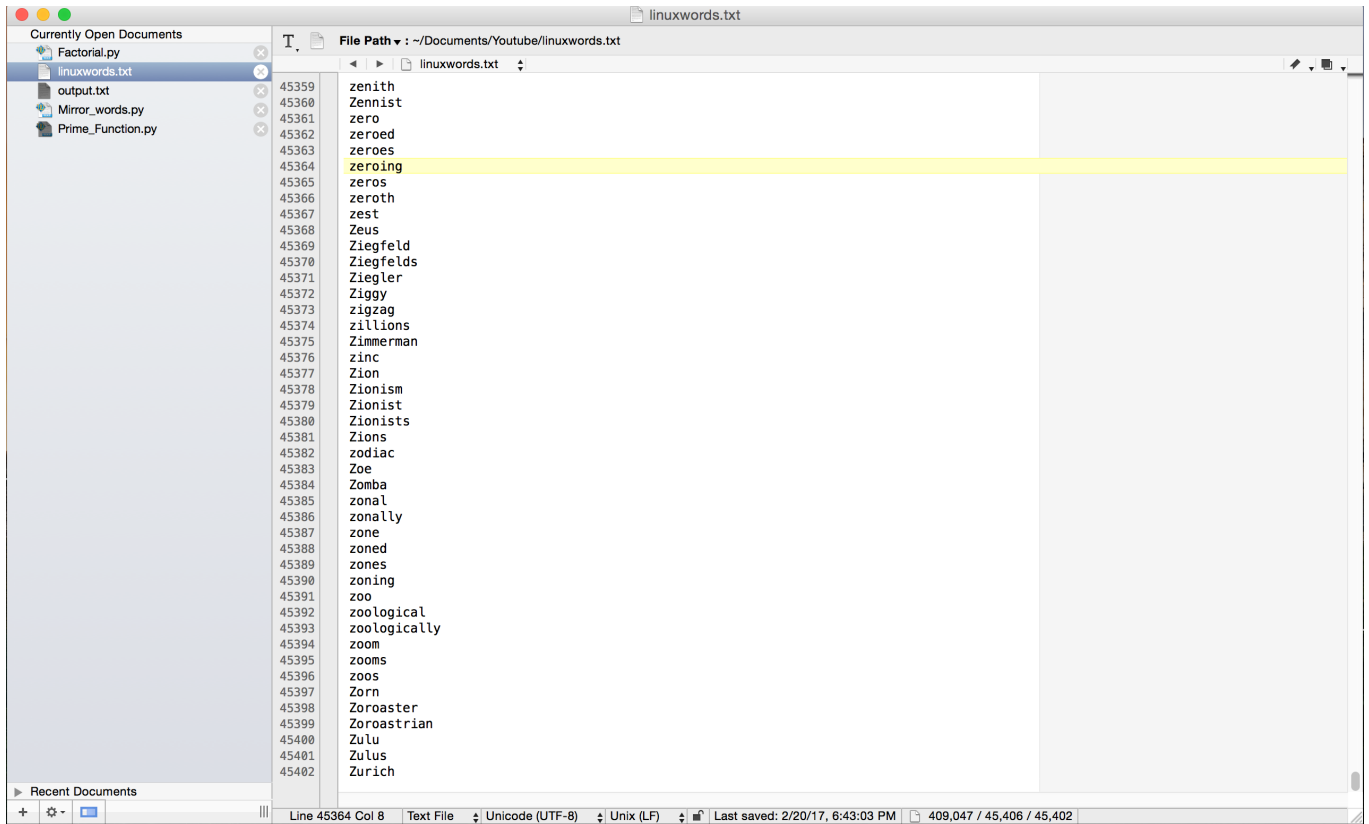 linuxwords.txt
Currently Open Documents
Factorial.py
linuxwords.txt
output.txt
Mirror_words.py
Prime_Function.py
T File Path : ~/Documents/Youtube/linuxwords.txt
linuxwords.txt
45359 zenith
45360 Zennist
45361 zero
45362 zeroed
45363 zeroes
45364 zeroing
45365 zeros
45366 zeroth
45367 zest
45368 Zeus
45369 Ziegfeld
45370 Ziegfelds
45371 Ziegler
45372 Ziggy
45373 zigzag
45374 zillions
45375 Zimmerman
45376 zinc
45377 Zion
45378 Zionism
45379 Zionist
45380 Zionists
45381 Zions
45382 zodiac
45383 Zoe
45384 Zomba
45385 zonal
45386 zonally
45387 zone
45388 zoned
45389 zones
45390 zoning
45391 zoo
45392 zoological
45393 zoologically
45394 zoom
45395 zooms
45396 zoos
45397 Zorn
45398 Zoroaster
45399 Zoroastrian
45400 Zulu
45401 Zulus
45402 Zurich
Recent Documents
Line 45364 Col 8 Text File Unicode (UTF-8) Unix (LF) Last saved: 2/20/17, 6:43:03 PM 409,047 / 45,406 / 45,402